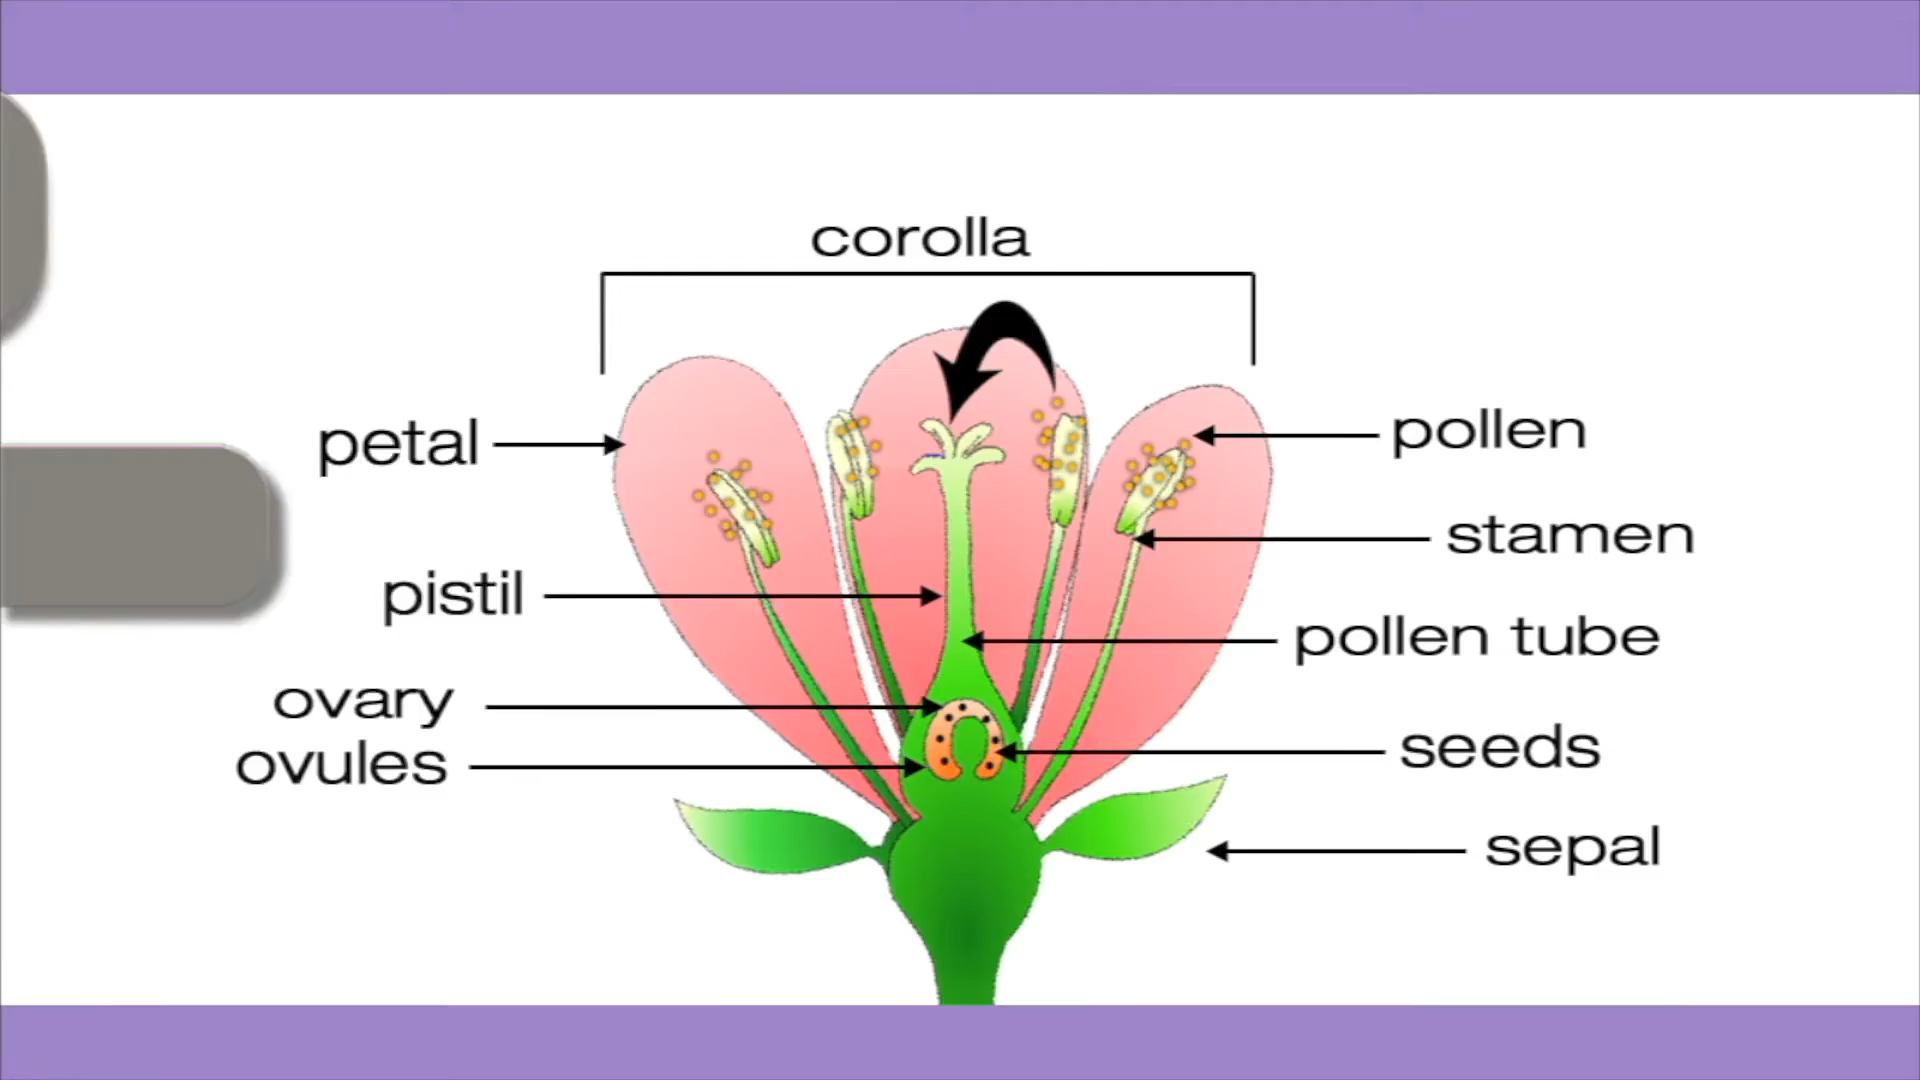 corolla
petal
pollen
stamen
pistil
pollen tube
ovary
seeds
ovules
sepal